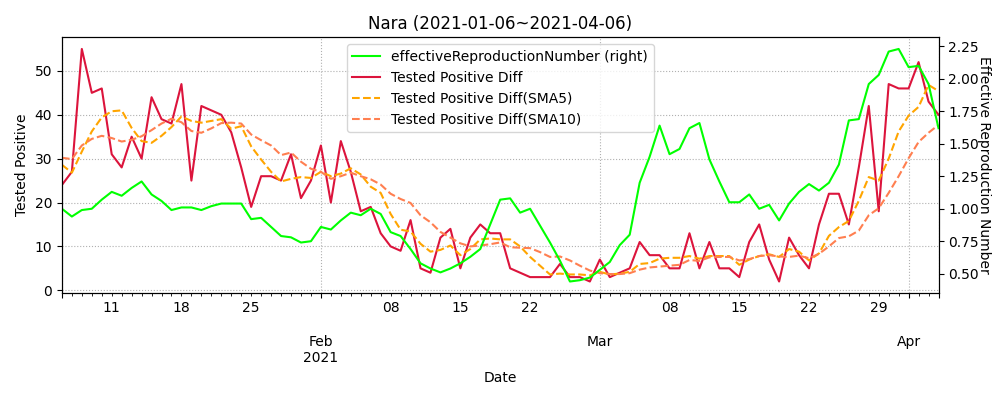 Nara (2021-01-06~2021-04-06)
effectiveReproductionNumber (right)
Tested Positive Diff
Tested Positive Diff(SMA5)
Tested Positive Diff(SMA10)
Tested Positive
50
40
30
20
10
0
2.25
2.00
1.75
1.50
1.25
1.00
0.75
0.50
Effective Reproduction Number
11 18 25 08 15 22 08 15 22 29
Feb Mar Apr
2021
Date